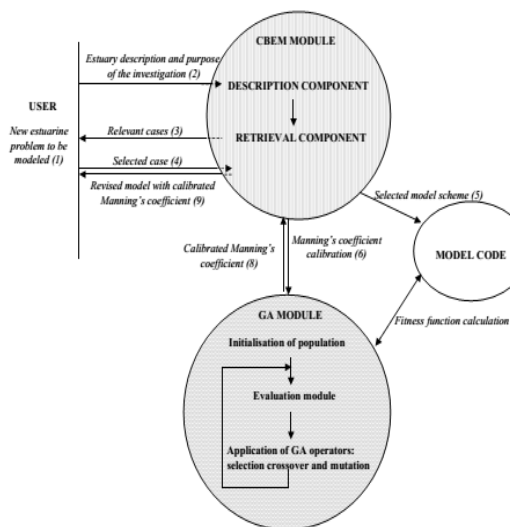 CBEM MODULE
Estuary description and purpose
of the investigation (2)
DESCRIPTION COMPONENT
USER
New estuarine
problem to be
modeled (1)
Relevant cases (3)
RETRIEVAL COMPONENT
Selected case (4)
Revised model with calibrated
Manning's coefficient (9)
Selected model scheme (5)
Calibrated Manning's
coefficient (8)
Manning's coefficient
calibration (6)
MODEL CODE
GA MODULE
Fitness function calculation
Initialisation of population
Evaluation module
Application of GA operators:
selection crossover and mutation